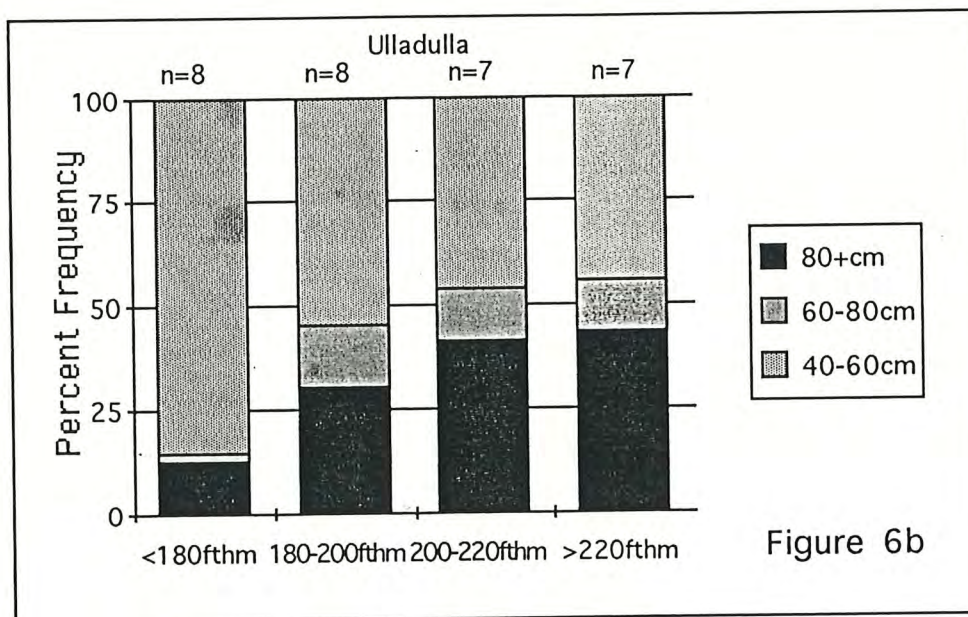 Ulladulla
n=8 n=8 n=7 n=7
100
75
50
25
0
Percent Frequency
<180fthm 180-200fthm 200-220fthm >220fthm
80+cm
60-80cm
40-60cm
Figure 6b